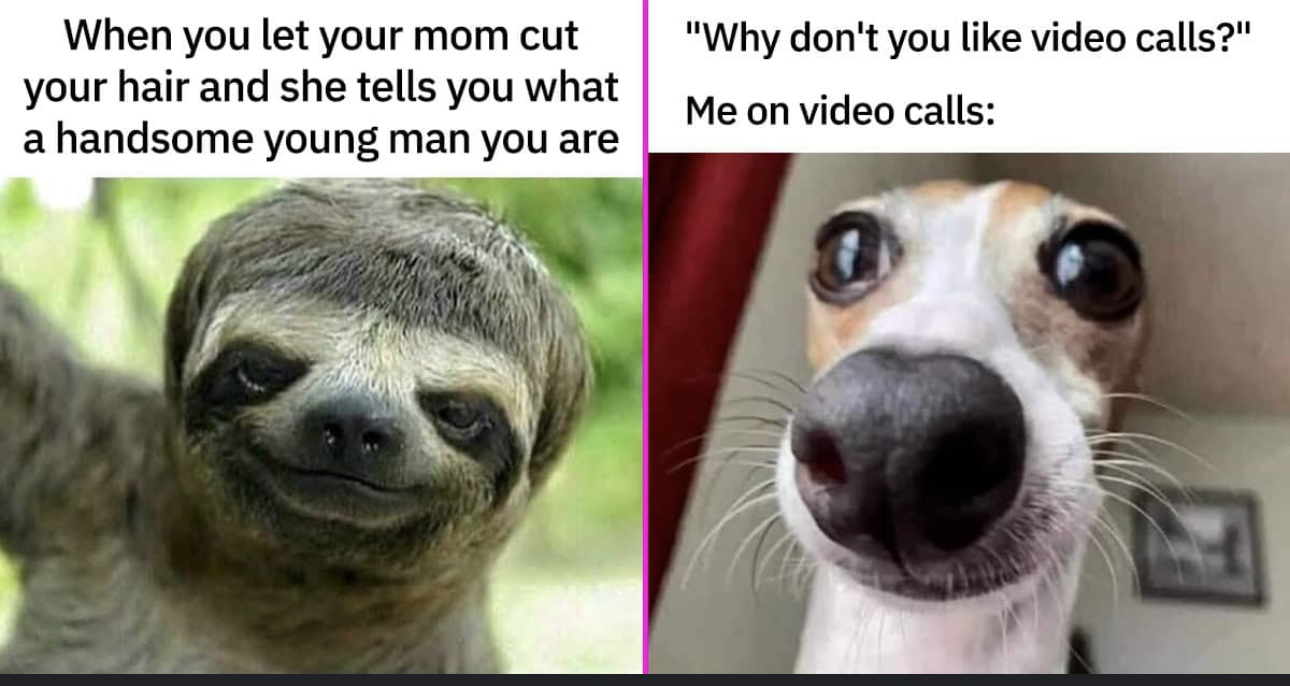 When you let your mom cut
your hair and she tells you what
a handsome young man you are
"Why don't you like video calls?"
Me on video calls: